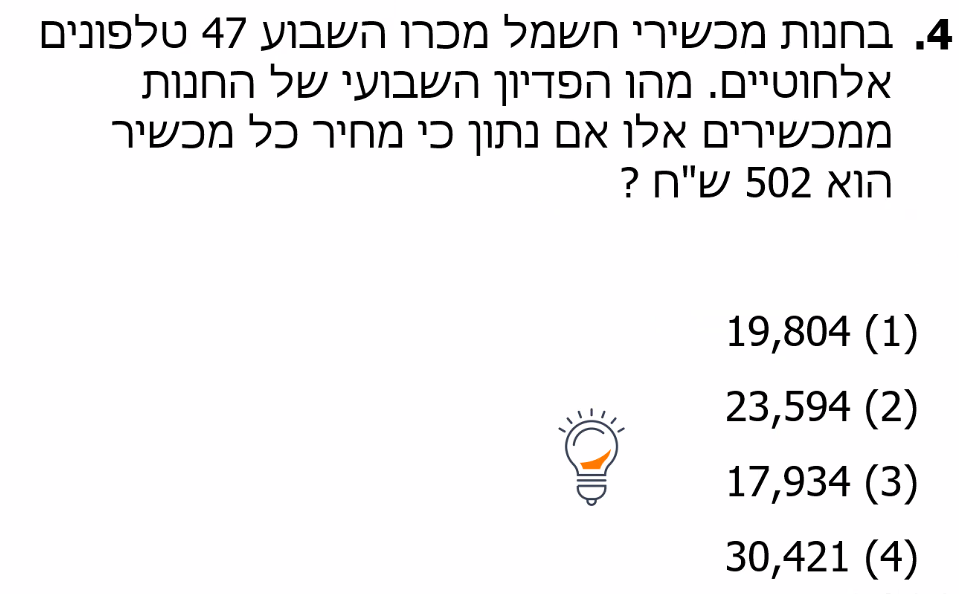 4. בחנות מכשירי חשמל מכרו השבוע 47 טלפונים
אלחוטיים. מהו הפדיון השבועי של החנות
ממכשירים אלו אם נתון כי מחיר כל מכשיר
הוא 502 ש"ח ?
(1) 19,804
(2) 23,594
(3) 17,934
(4) 30,421